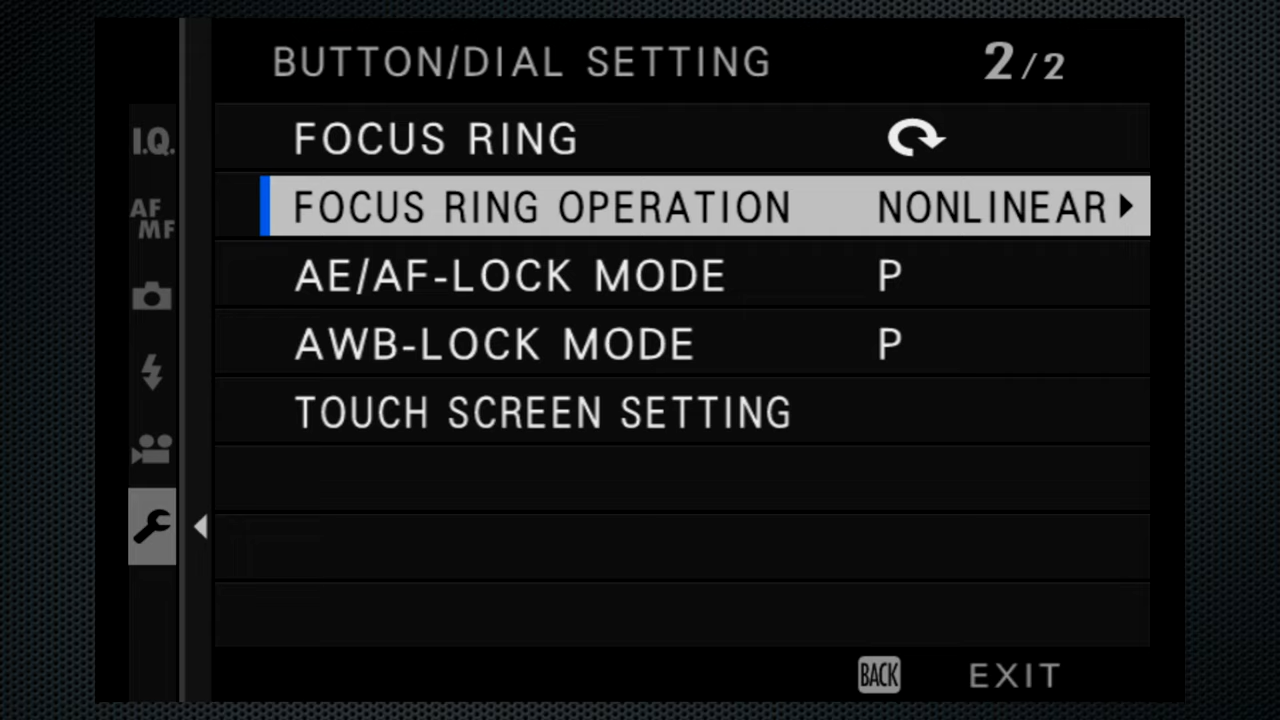 BUTTON/DIAL SETTING 2/2
I.Q.
FOCUS RING
AF
MF
FOCUS RING OPERATION NONLINEAR
AE/AF-LOCK MODE P
AWB-LOCK MODE P
TOUCH SCREEN SETTING
BACK EXIT